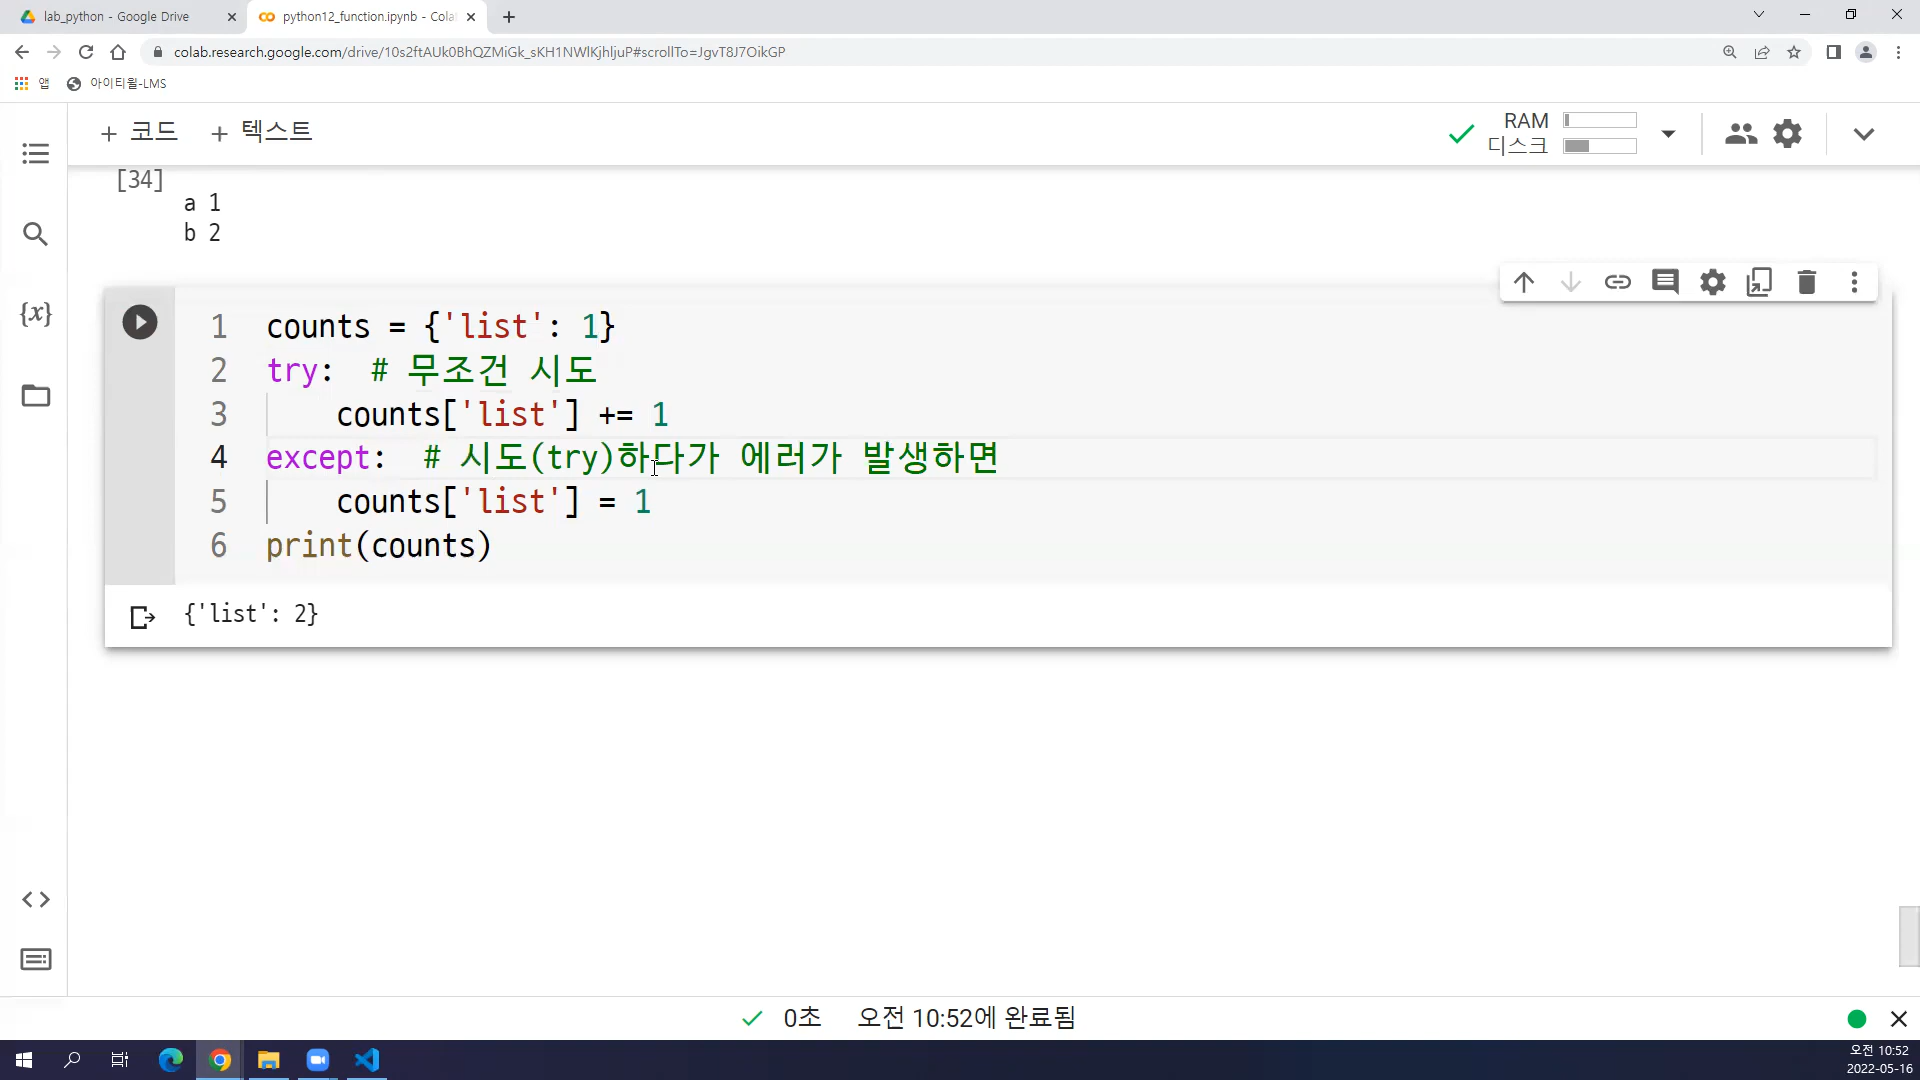 lab_python - Google Drive
python12_function.ipynb - Cola
colab.research.google.com/drive/10s2ftAUk0BhQZMiGk_sKH1NWlKjhljuP#scrollTo=JgvT8J7OikGP
앱 아이티윌-LMS
+ 코드 + 텍스트
RAM
디스크
[34]
a 1
b 2
1 counts = {'list': 1}
2 try: # 무조건 시도
3 counts['list'] += 1
4 except: # 시도(try)하다가 에러가 발생하면
5 counts['list'] = 1
6 print(counts)
{'list': 2}
0초 오전 10:52에 완료됨
오전 10:52
2022-05-16